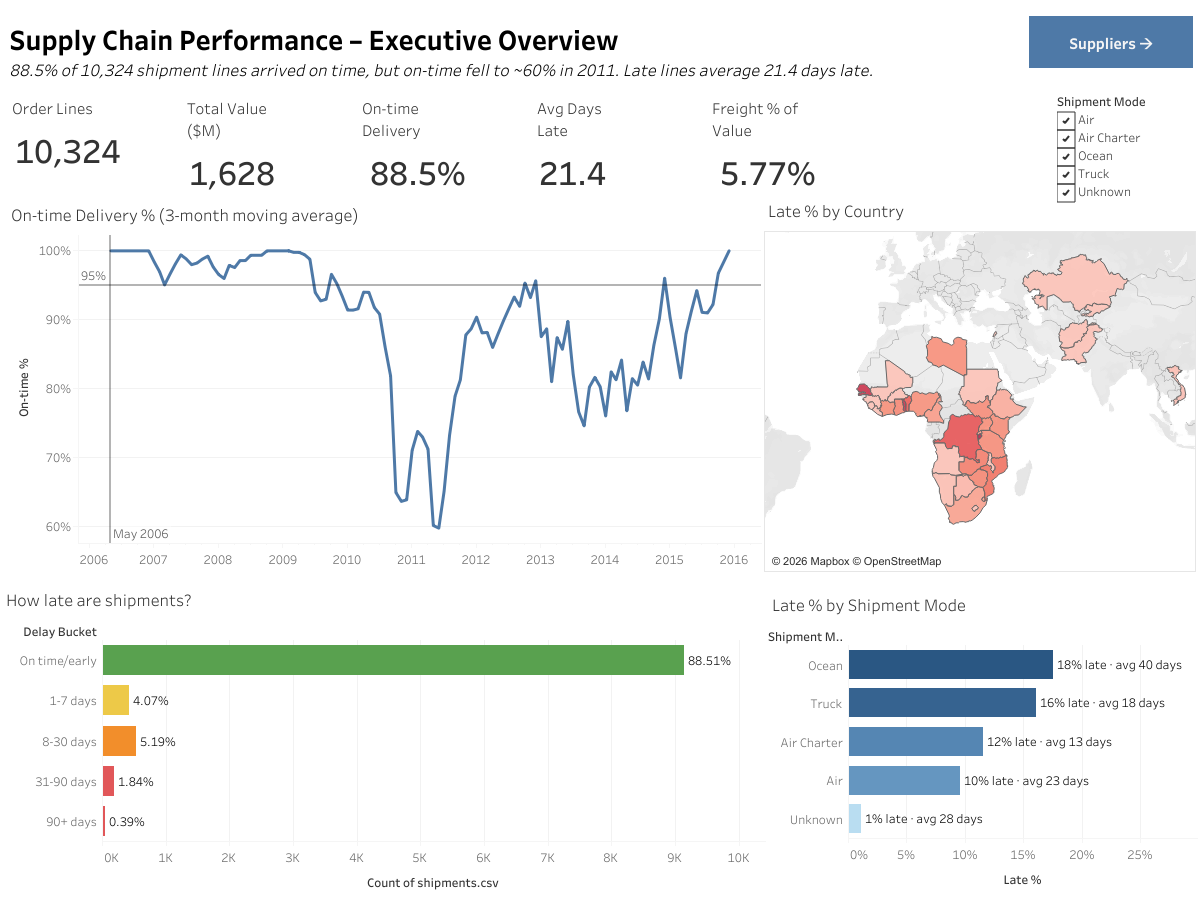 Supply Chain Performance – Executive Overview
Suppliers →
88.5% of 10,324 shipment lines arrived on time, but on-time fell to ~60% in 2011. Late lines average 21.4 days late.
Order Lines
10,324
Total Value
($M)
1,628
On-time
Delivery
88.5%
Avg Days
Late
21.4
Freight % of
Value
5.77%
Shipment Mode
Air
Air Charter
Ocean
Truck
Unknown
On-time Delivery % (3-month moving average)
On-time %
100%
95%
90%
80%
70%
60%
May 2006
2006 2007 2008 2009 2010 2011 2012 2013 2014 2015 2016
Late % by Country
© 2026 Mapbox © OpenStreetMap
How late are shipments?
Delay Bucket
On time/early 88.51%
1-7 days 4.07%
8-30 days 5.19%
31-90 days 1.84%
90+ days 0.39%
0K 1K 2K 3K 4K 5K 6K 7K 8K 9K 10K
Count of shipments.csv
Late % by Shipment Mode
Shipment M..
Ocean 18% late · avg 40 days
Truck 16% late · avg 18 days
Air Charter 12% late · avg 13 days
Air 10% late · avg 23 days
Unknown 1% late · avg 28 days
0% 5% 10% 15% 20% 25%
Late %